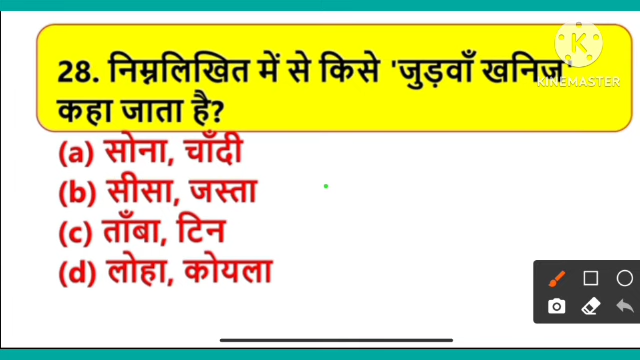 28. निम्नलिखित में से किसे 'जुड़वाँ खनिज'
कहा जाता है?
(a) सोना, चाँदी
(b) सीसा, जस्ता
(c) ताँबा, टिन
(d) लोहा, कोयला
K
KINEMASTER